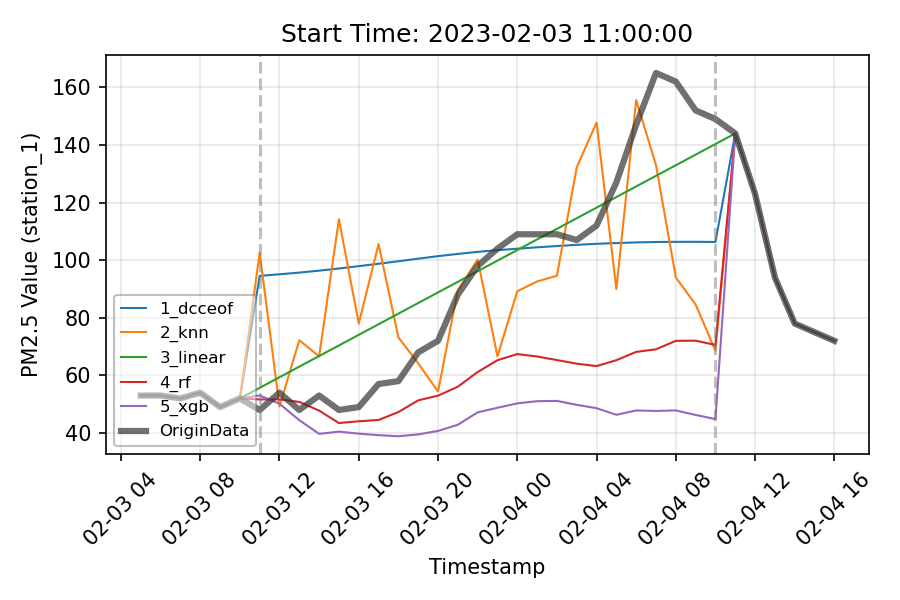 Start Time: 2023-02-03 11:00:00
PM2.5 Value (station_1)
160
140
120
100
80
60
40
1_dcceof
2_knn
3_linear
4_rf
5_xgb
OriginData
02-03 04
02-03 08
02-03 12
02-03 16
02-03 20
02-04 00
02-04 04
02-04 08
02-04 12
02-04 16
Timestamp